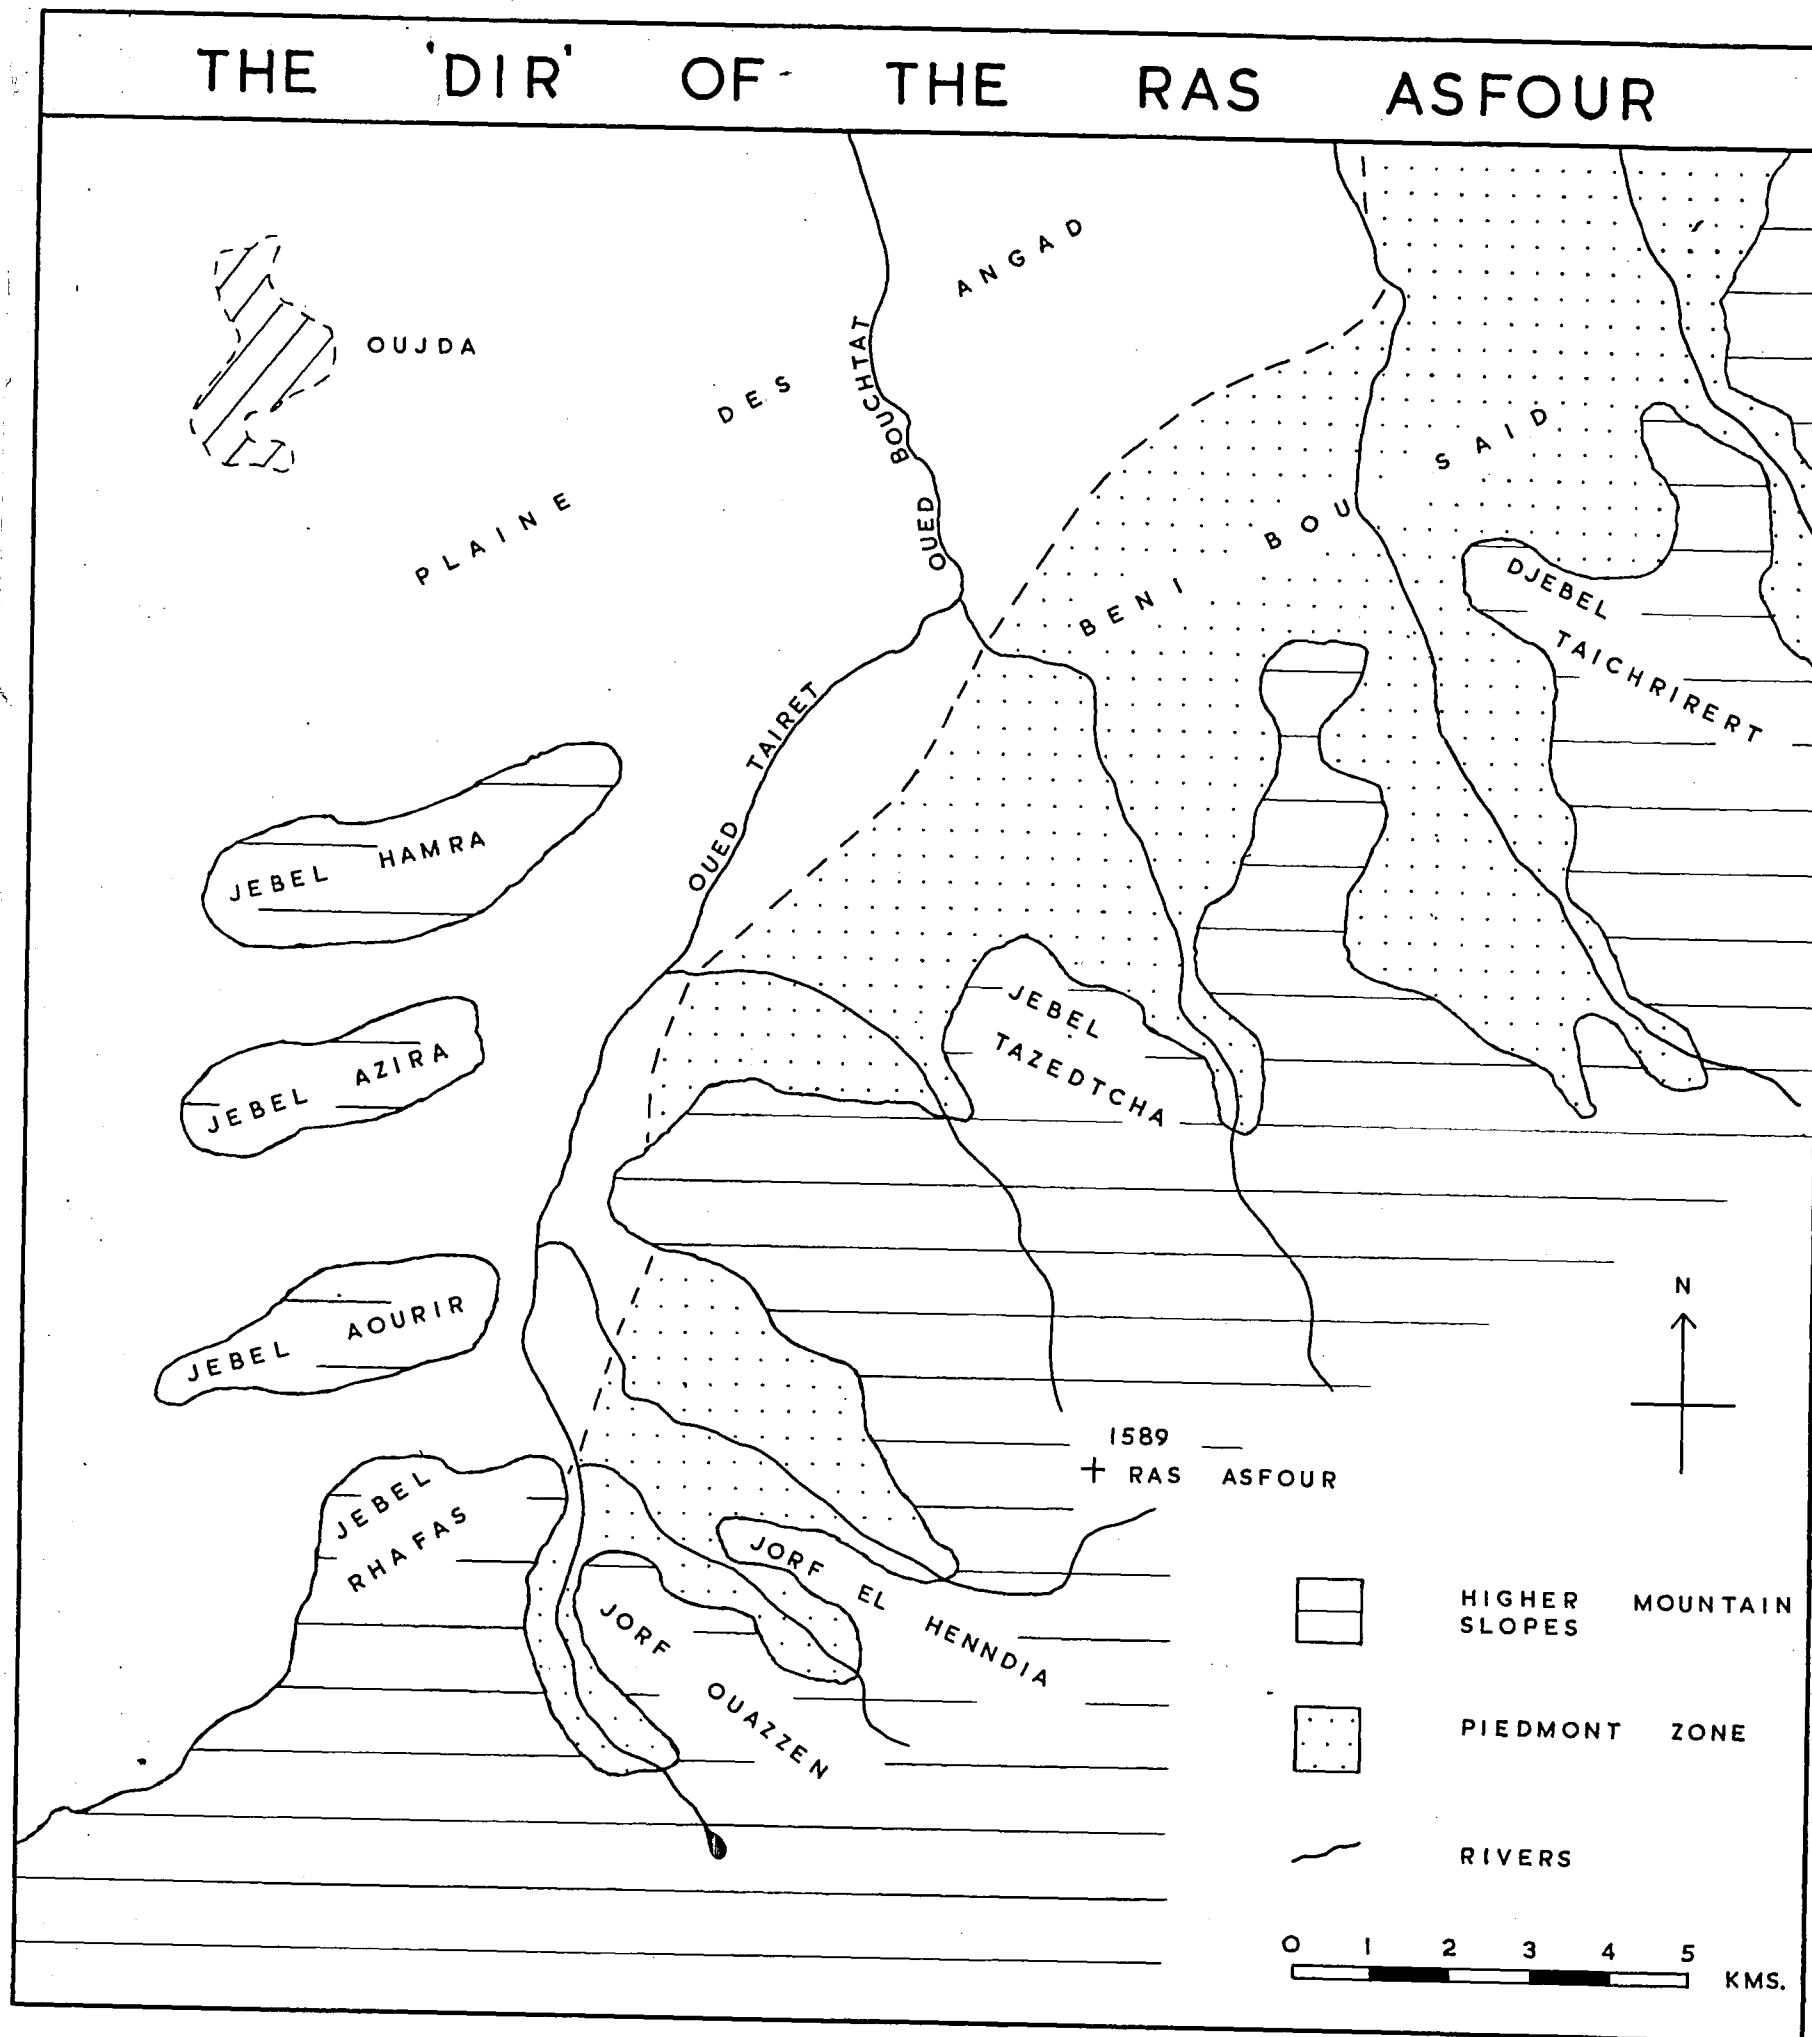 THE 'DIR' OF THE RAS ASFOUR
OUJDA
PLAINE DES ANGAD
OUED BOUCHTAT
BENI BOU SAID
DJEBEL
TAICHRIRERT
OUED TAIRET
JEBEL HAMRA
JEBEL AZIRA
JEBEL TAZEDTCHA
JEBEL AOURIR
N
1589
+ RAS ASFOUR
JEBEL
RHAFAS
JORF EL HENNDIA
JORF OUAZZEN
HIGHER MOUNTAIN
SLOPES
PIEDMONT ZONE
RIVERS
0 1 2 3 4 5
KMS.